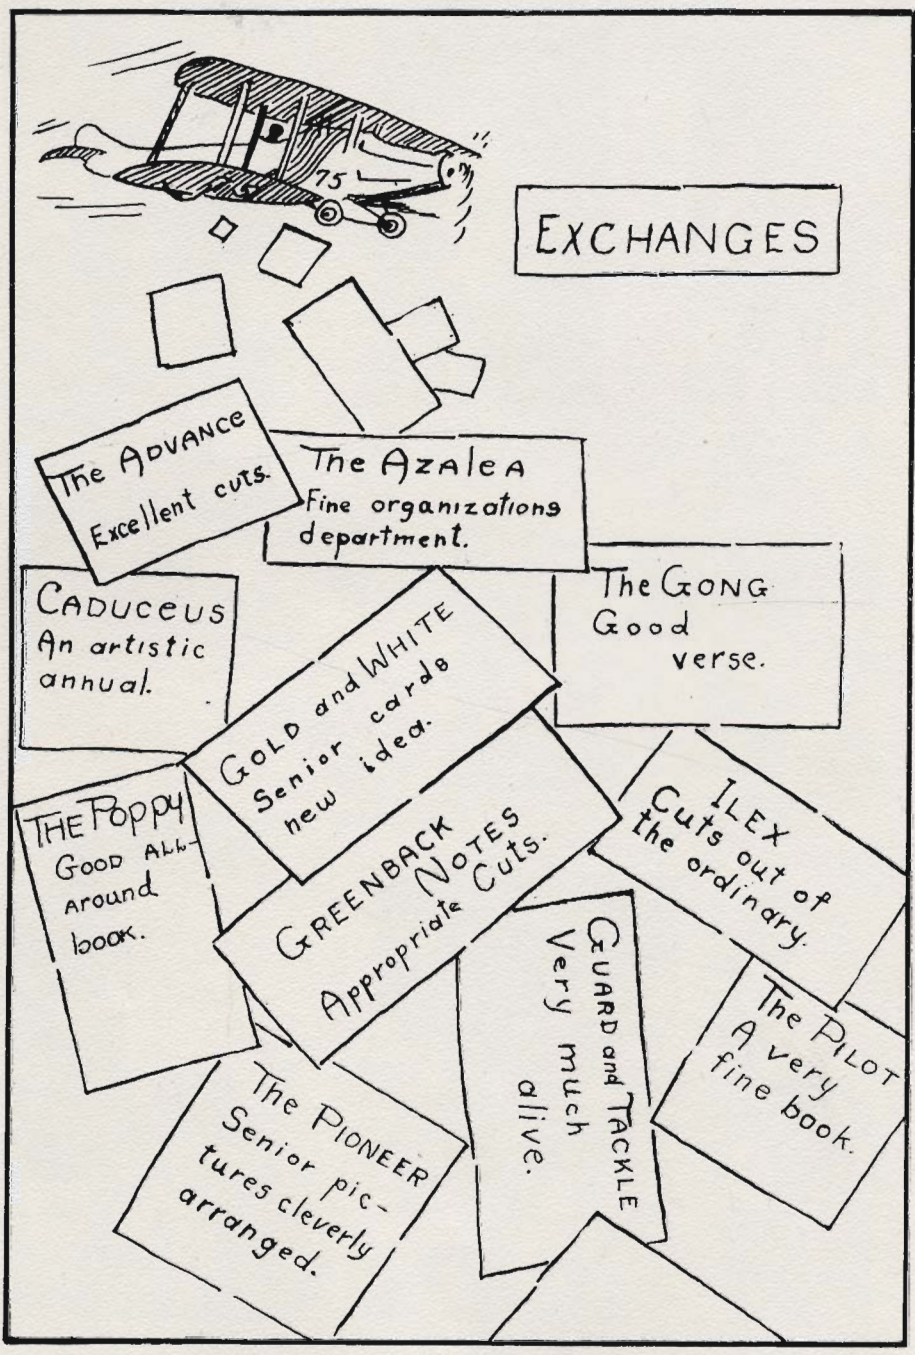 75
EXCHANGES
The ADVANCE
Excellent cuts.
The AZAleA
Fine organizations
department.
CADUCEUS
An artistic
annual.
GOLD and WHITE
Senior cards
new idea.
The GONG
Good
verse.
THE POPPY
GOOD ALL-
around
book.
GREENBACK
NOTES
Appropriate Cuts.
ILEX
Cuts out of
the ordinary.
GUARD and TACKLE
Very much
alive.
The PILOT
A very
fine book.
The PIONEER
Senior pic-
tures cleverly
arranged.